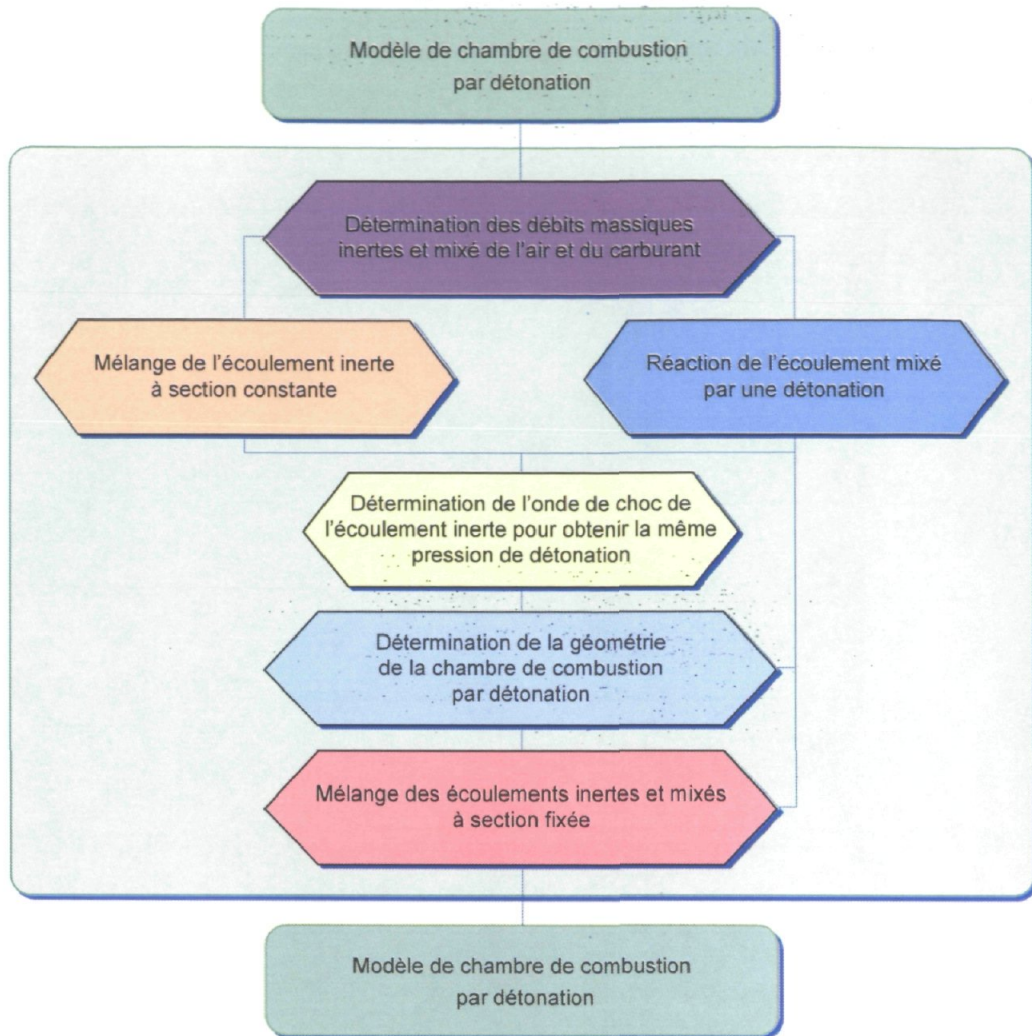 Modèle de chambre de combustion
par détonation
Détermination des débits massiques
inertes et mixé de l'air et du carburant
Mélange de l'écoulement inerte
à section constante
Réaction de l'écoulement mixé
par une détonation
Détermination de l'onde de choc de
l'écoulement inerte pour obtenir la même
pression de détonation
Détermination de la géométrie
de la chambre de combustion
par détonation
Mélange des écoulements inertes et mixés
à section fixée
Modèle de chambre de combustion
par détonation